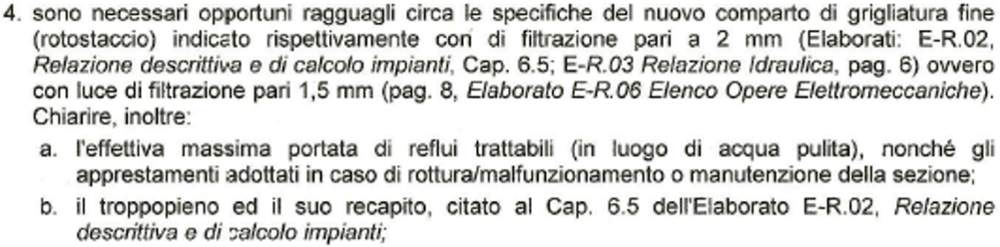 4. sono necessari opportuni ragguagli circa le specifiche del nuovo comparto di grigliatura fine
(rotostaccio) indicato rispettivamente con di filtrazione pari a 2 mm (Elaborati: E-R.02,
Relazione descrittiva e di calcolo impianti, Cap. 6.5; E-R.03 Relazione Idraulica, pag. 6) ovvero
con luce di filtrazione pari 1,5 mm (pag. 8, Elaborato E-R.06 Elenco Opere Elettromeccaniche).
Chiarire, inoltre:
a. l'effettiva massima portata di reflui trattabili (in luogo di acqua pulita), nonché gli
apprestamenti adottati in caso di rottura/malfunzionamento o manutenzione della sezione;
b. il troppopieno ed il suo recapito, citato al Cap. 6.5 dell'Elaborato E-R.02, Relazione
descrittiva e di calcolo impianti;